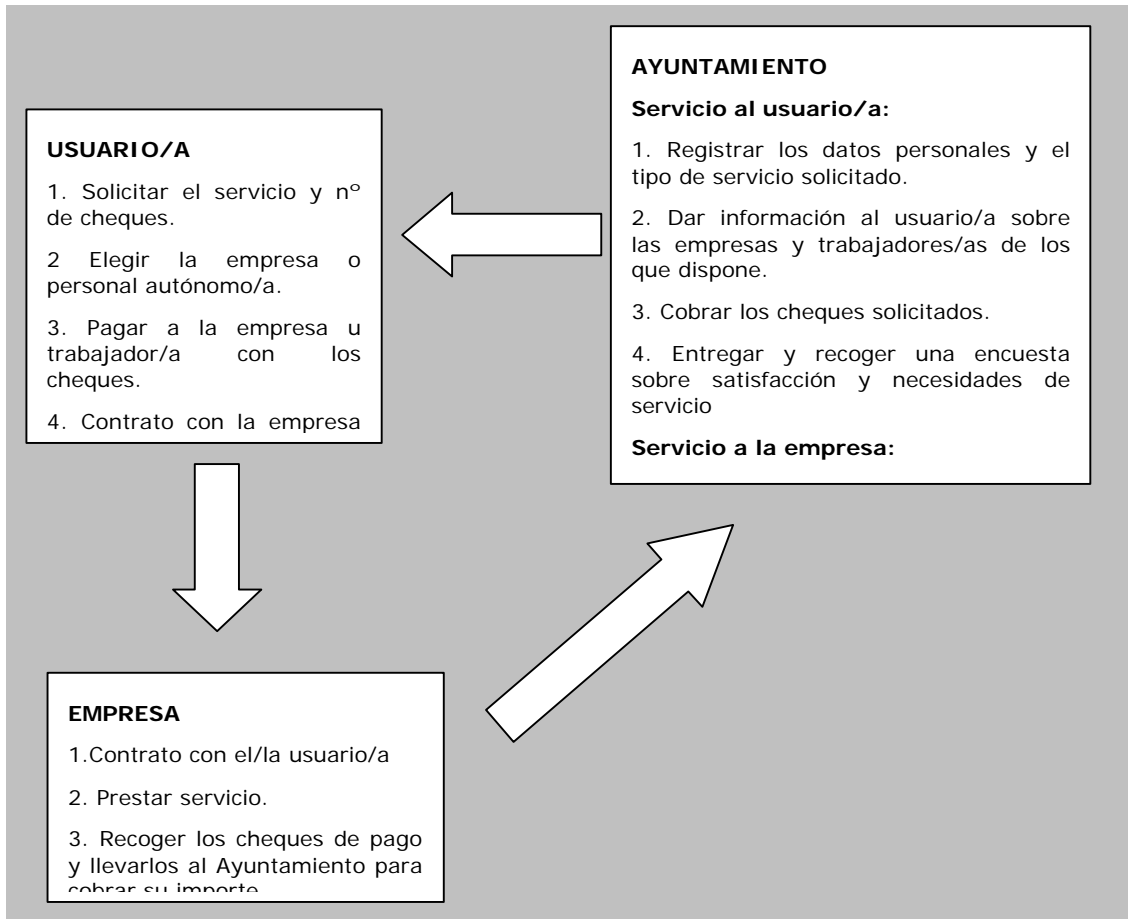 USUARIO/A
1. Solicitar el servicio y nº
de cheques.
2 Elegir la empresa o
personal autónomo/a.
3. Pagar a la empresa u
trabajador/a con los
cheques.
4. Contrato con la empresa
AYUNTAMIENTO
Servicio al usuario/a:
1. Registrar los datos personales y el
tipo de servicio solicitado.
2. Dar información al usuario/a sobre
las empresas y trabajadores/as de los
que dispone.
3. Cobrar los cheques solicitados.
4. Entregar y recoger una encuesta
sobre satisfacción y necesidades de
servicio
Servicio a la empresa:
EMPRESA
1.Contrato con el/la usuario/a
2. Prestar servicio.
3. Recoger los cheques de pago
y llevarlos al Ayuntamiento para
cobrar su importe